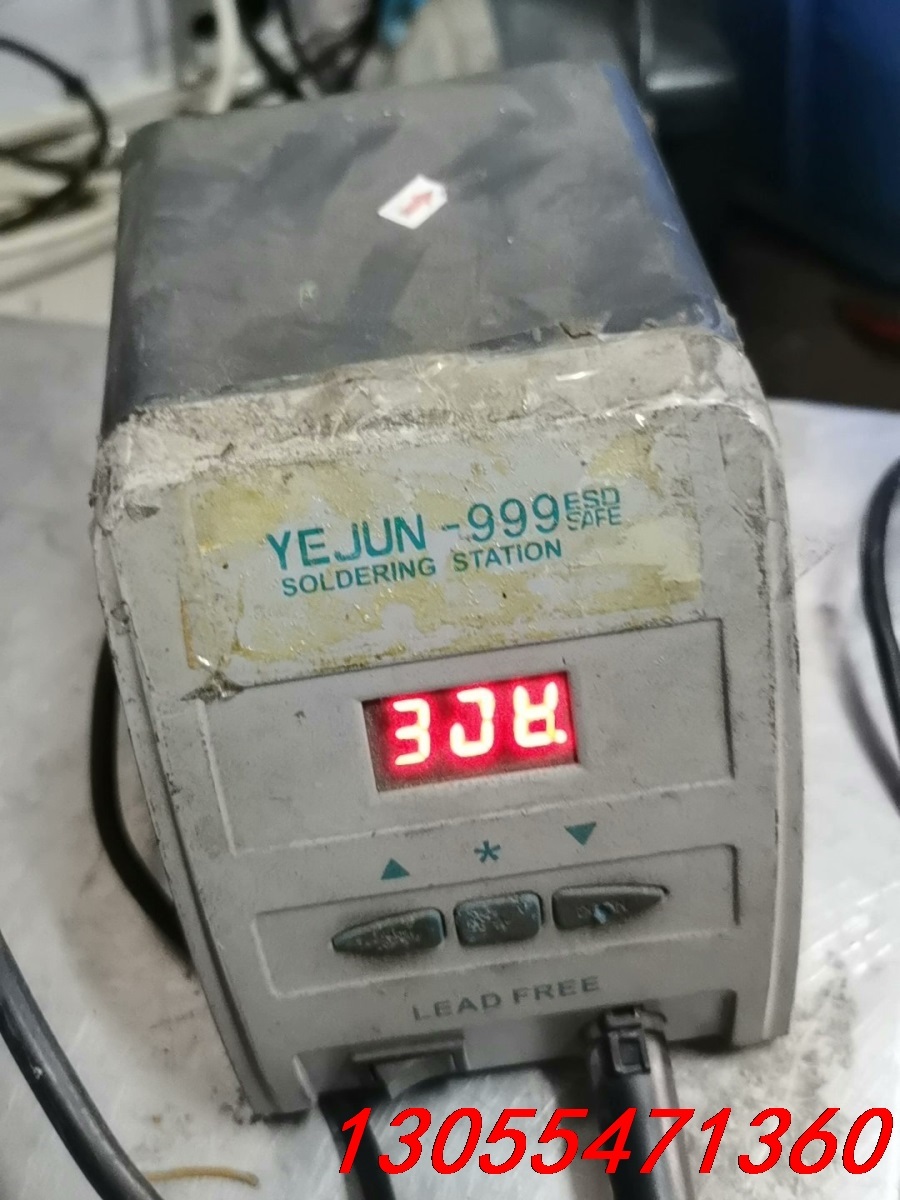 YEJUN -999 ESD SAFE
SOLDERING STATION
LEAD FREE
13055471360